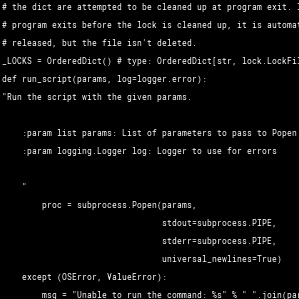 # the dict are attempted to be cleaned up at program exit.
# program exits before the lock is cleaned up, it is
# released, but the file isn't deleted.
_LOCKS = OrderedDict() # type: OrderedDict[str,
def run_script(params, log=logger.error):
"Run the script with the given params.
:param list params: List of parameters to pass to Popen
:param logging.Logger log: Logger to use for errors
"
proc = subprocess.Popen(params,
stdout=subprocess.PIPE,
stderr=subprocess.PIPE,
universal_newlines=True)
except (OSError, ValueError):
msg = "Unable to run the command: %s" % " ".join(